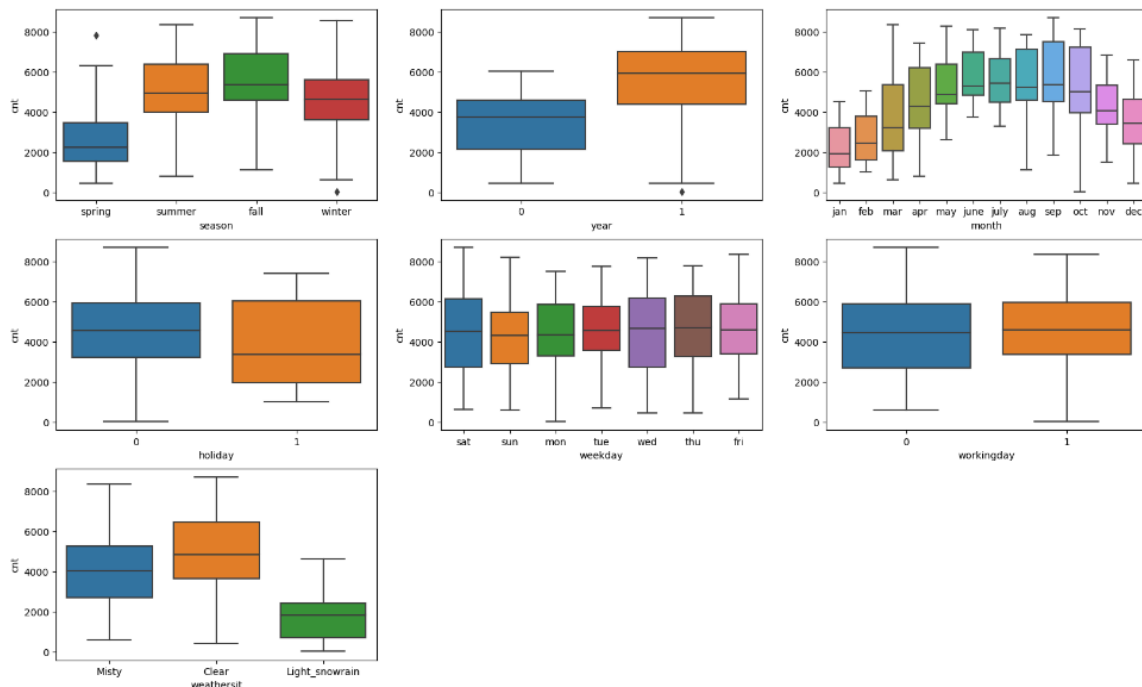 8000
6000
4000
2000
0
cnt
spring summer fall winter
season
8000
6000
4000
2000
0
cnt
0 1
year
8000
6000
4000
2000
0
cnt
jan feb mar apr may june july aug sep oct nov dec
month
8000
6000
4000
2000
0
cnt
0 1
holiday
8000
6000
4000
2000
0
cnt
sat sun mon tue wed thu fri
weekday
8000
6000
4000
2000
0
cnt
0 1
workingday
8000
6000
4000
2000
0
cnt
Misty Clear Light_snowrain
weathersit